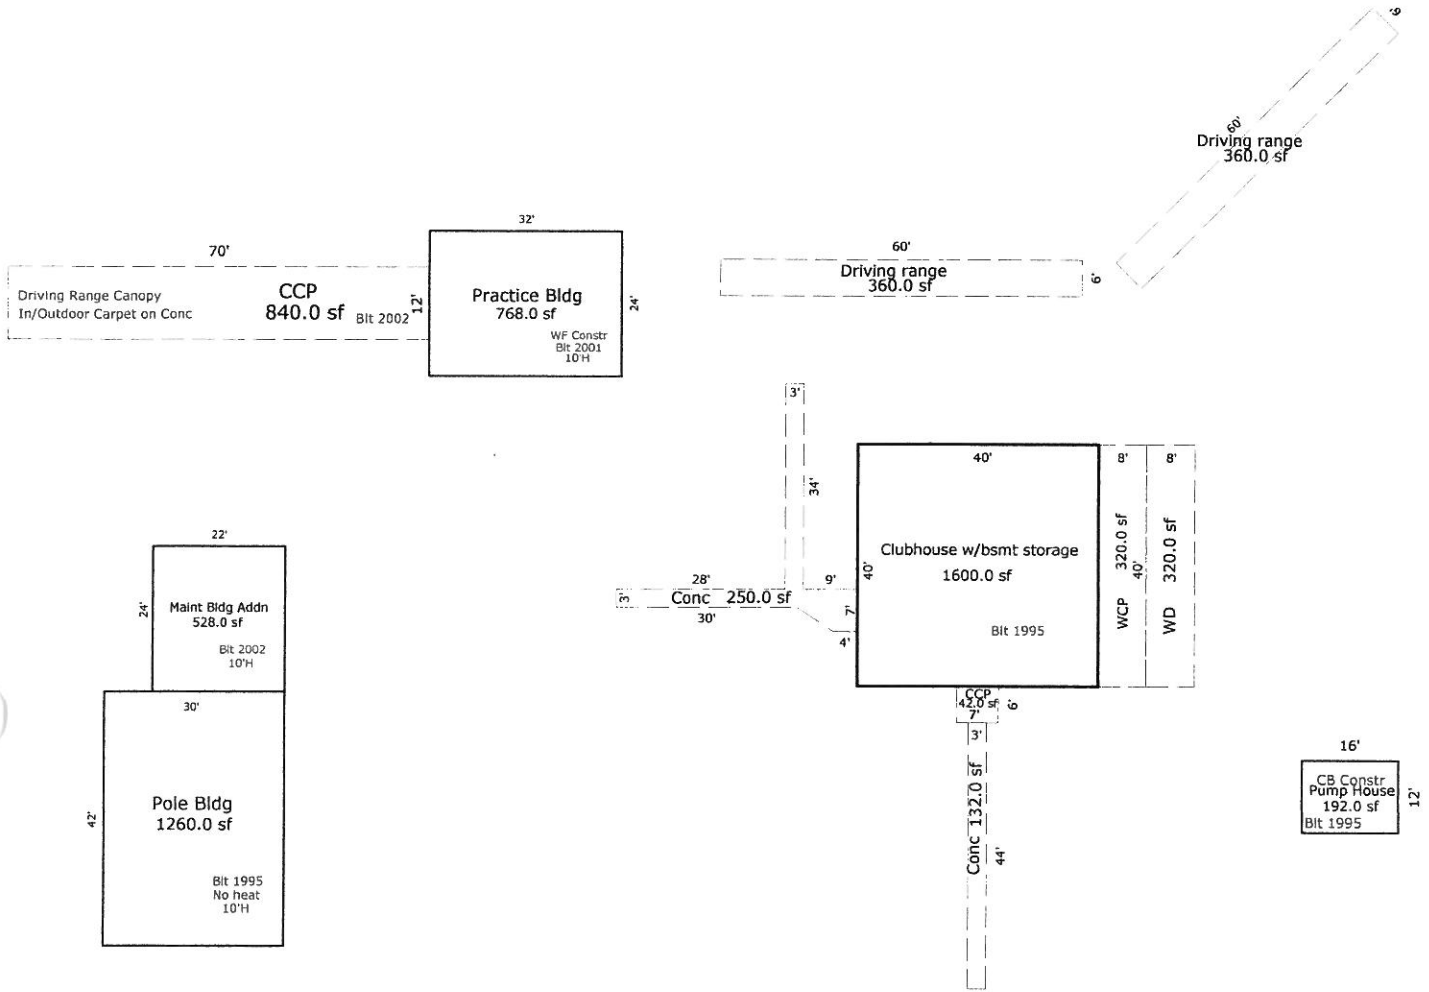 6'
60'
Driving range
360.0 sf
32'
70'
Driving Range Canopy
In/Outdoor Carpet on Conc
CCP
840.0 sf
Blt 2002
12'
Practice Bldg
768.0 sf
24'
WF Constr
Blt 2001
10'H
60'
Driving range
360.0 sf
6'
3'
34'
40'
8'
8'
Clubhouse w/bsmt storage
1600.0 sf
40'
Blt 1995
WCP 320.0 sf
40'
WD 320.0 sf
28'
9'
3'
Conc 250.0 sf
30'
7'
4'
22'
24'
Maint Bldg Addn
528.0 sf
Blt 2002
10'H
30'
42'
Pole Bldg
1260.0 sf
Blt 1995
No heat
10'H
CCP
42.0 sf
7'
6'
3'
Conc 132.0 sf
44'
16'
CB Constr
Pump House
192.0 sf
Blt 1995
12'